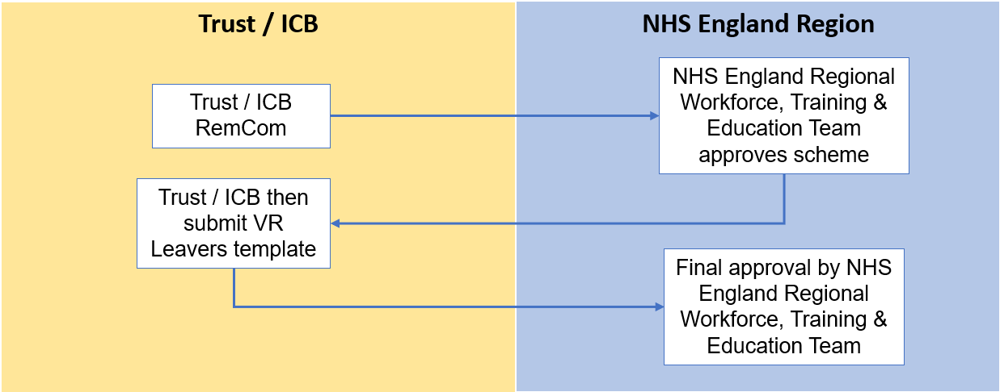 Trust / ICB
NHS England Region
Trust / ICB
RemCom
NHS England Regional
Workforce, Training &
Education Team
approves scheme
Trust / ICB then
submit VR
Leavers template
Final approval by NHS
England Regional
Workforce, Training &
Education Team